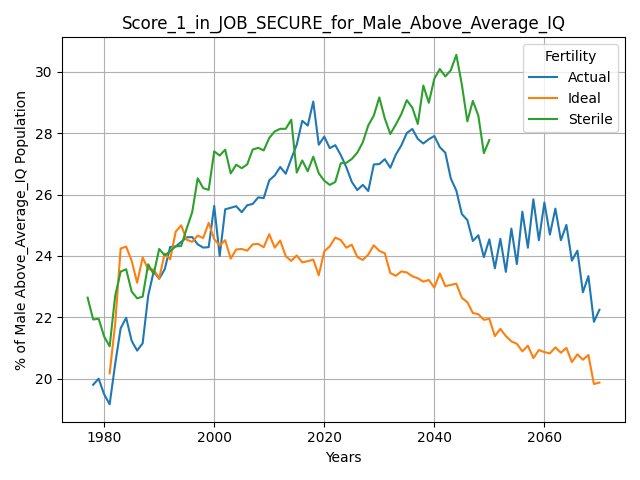 Score_1_in_JOB_SECURE_for_Male_Above_Average_IQ
% of Male Above_Average_IQ Population
30
28
26
24
22
20
Fertility
Actual
Ideal
Sterile
1980 2000 2020 2040 2060
Years